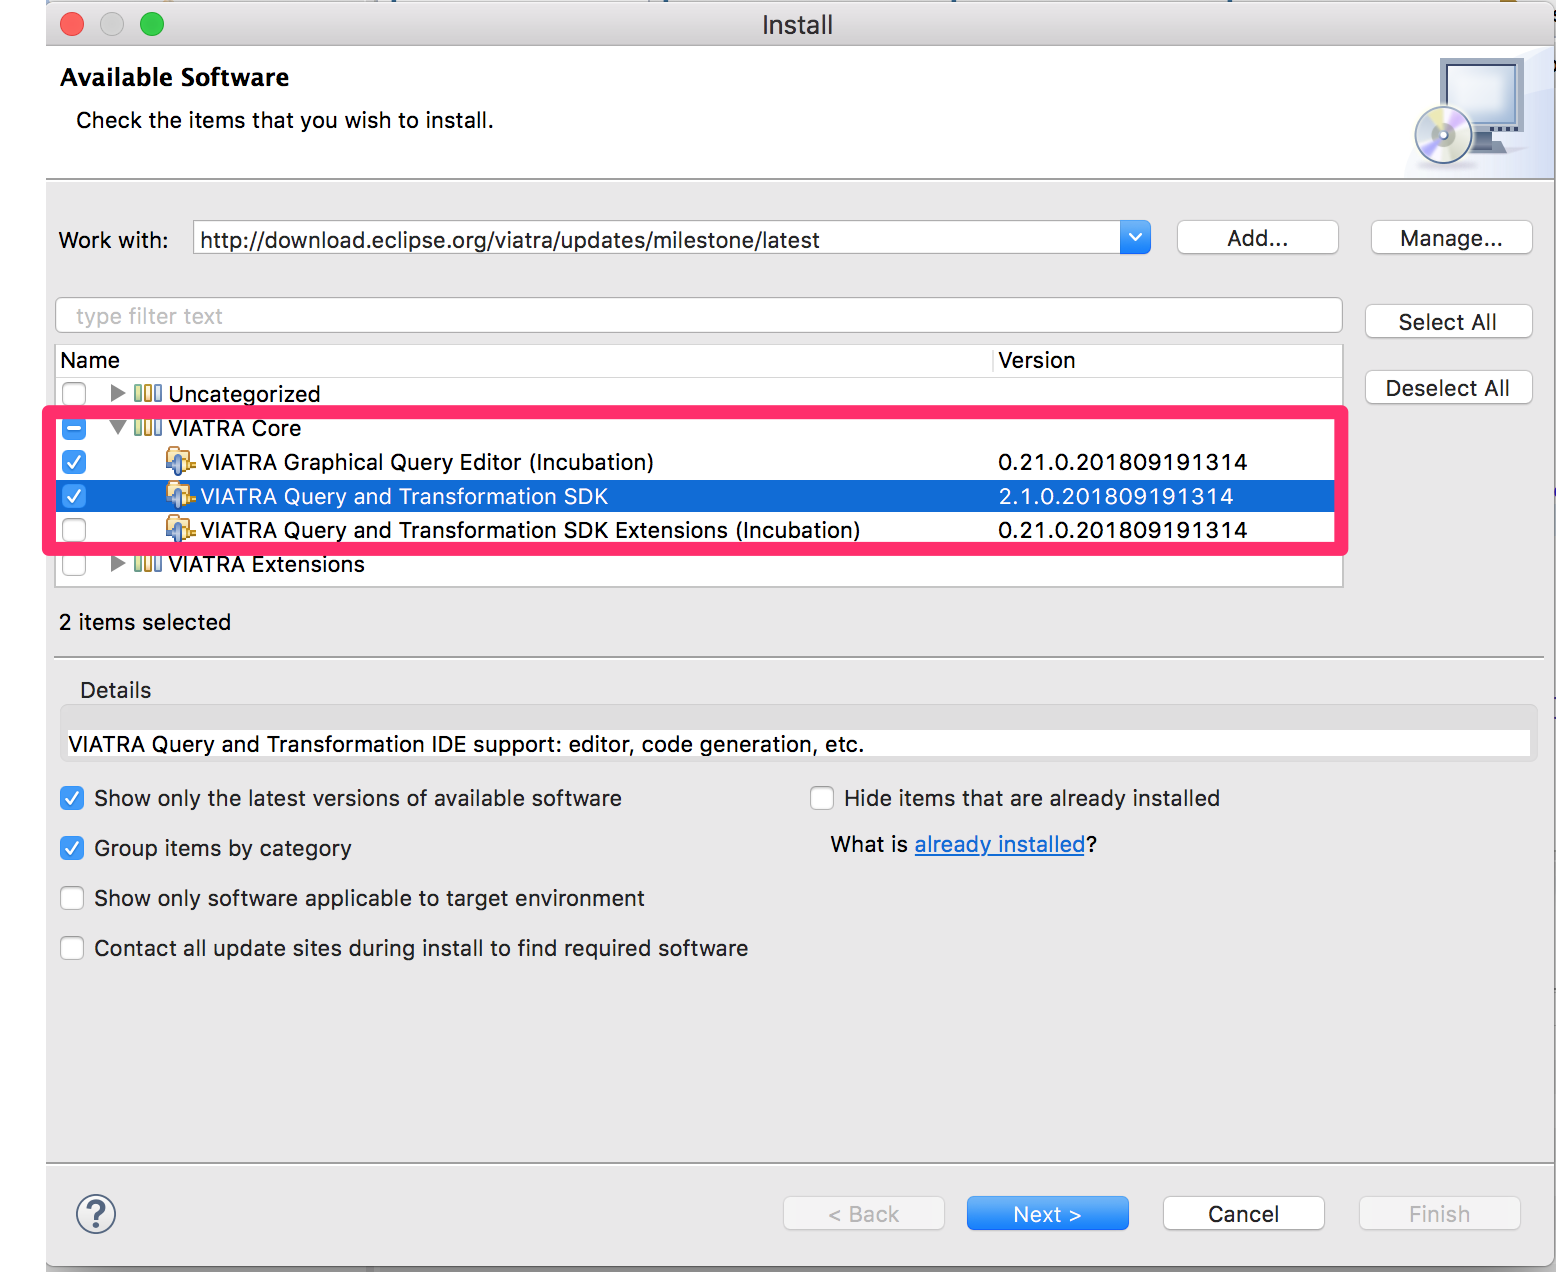 Install
Available Software
Check the items that you wish to install.
Work with: http://download.eclipse.org/viatra/updates/milestone/latest Add... Manage...
type filter text Select All
Name Version
Deselect All
Uncategorized
VIATRA Core
VIATRA Graphical Query Editor (Incubation) 0.21.0.201809191314
VIATRA Query and Transformation SDK 2.1.0.201809191314
VIATRA Query and Transformation SDK Extensions (Incubation) 0.21.0.201809191314
VIATRA Extensions
2 items selected
Details
VIATRA Query and Transformation IDE support: editor, code generation, etc.
Show only the latest versions of available software Hide items that are already installed
Group items by category What is already installed?
Show only software applicable to target environment
Contact all update sites during install to find required software
? < Back Next > Cancel Finish